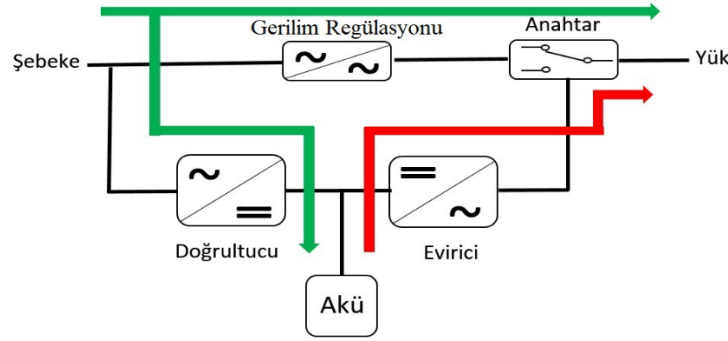 Gerilim Regülasyonu
Anahtar
Şebeke
Yük
Doğrultucu
Evirici
Akü